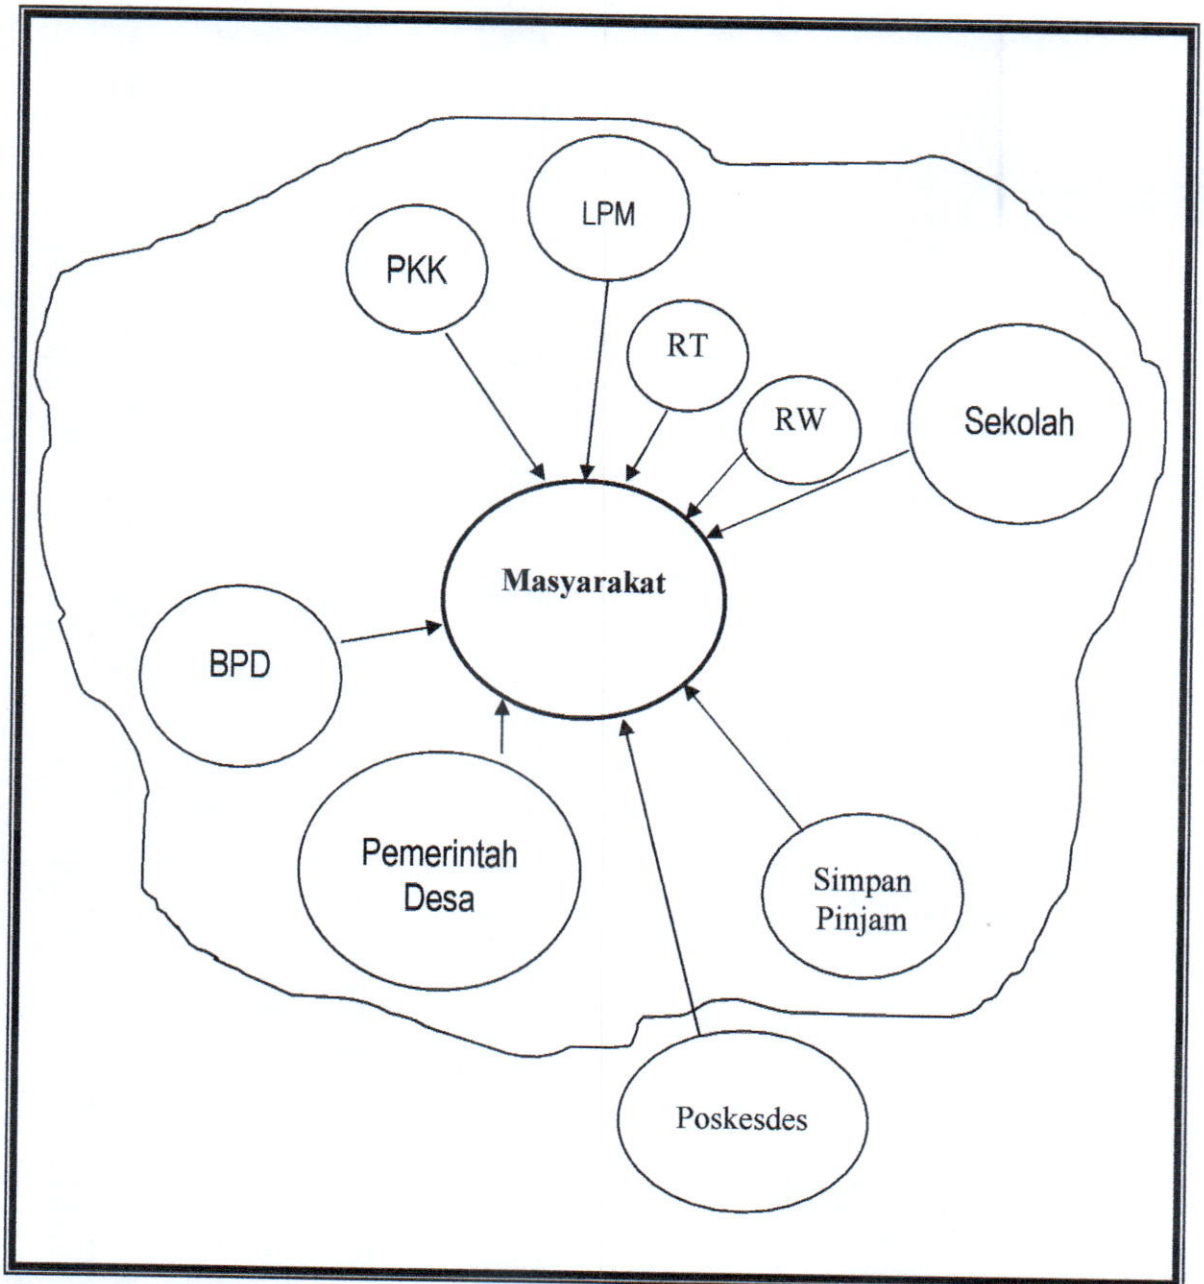 LPM
PKK
RT
RW
Sekolah
Masyarakat
BPD
Pemerintah
Desa
Simpan
Pinjam
Poskesdes